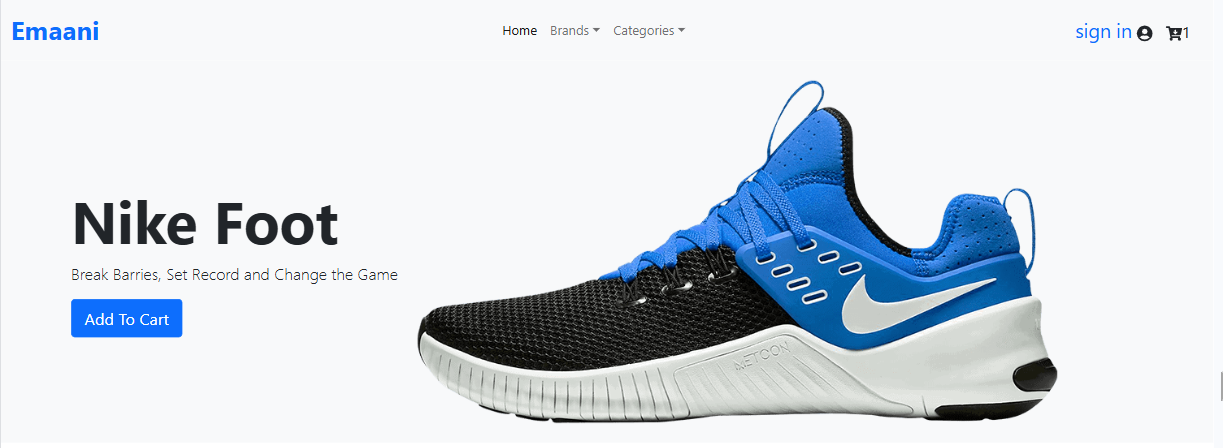 Emaani
Home Brands Categories
sign in 1
Nike Foot
Break Barries, Set Record and Change the Game
Add To Cart
METCON